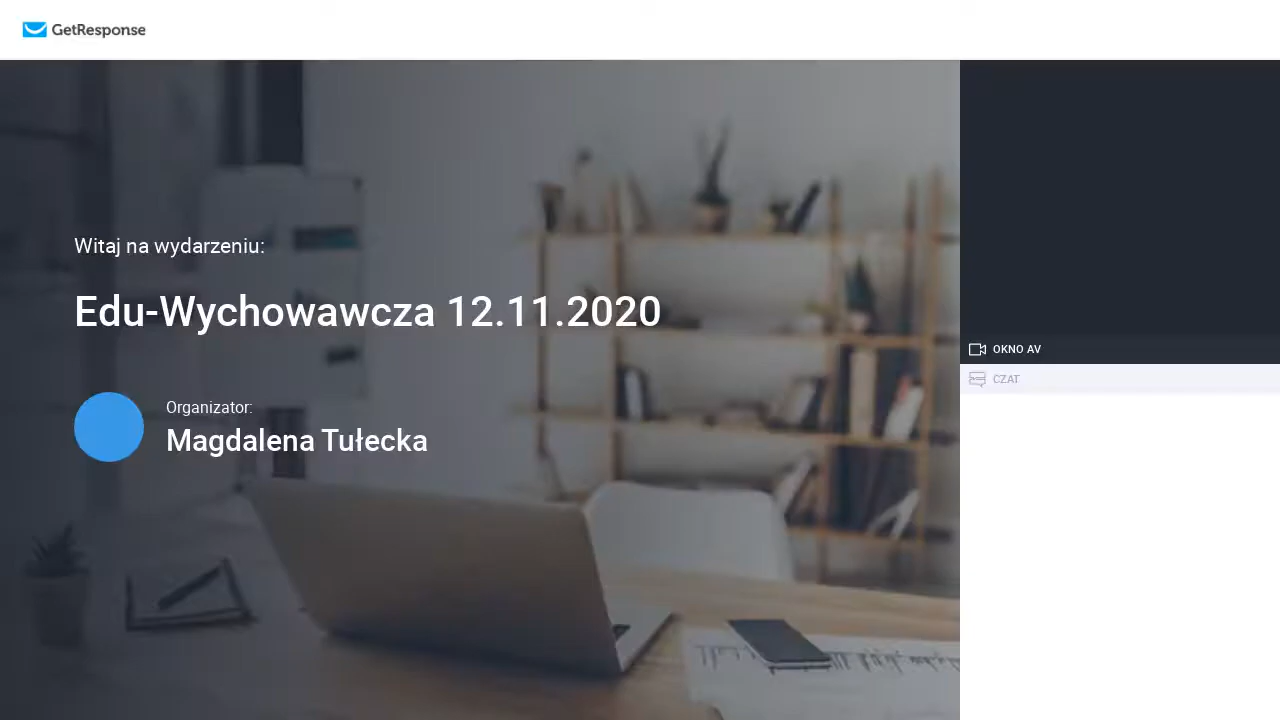 GetResponse
Witaj na wydarzeniu:
Edu-Wychowawcza 12.11.2020
Organizator:
Magdalena Tułecka
OKNO AV
CZAT